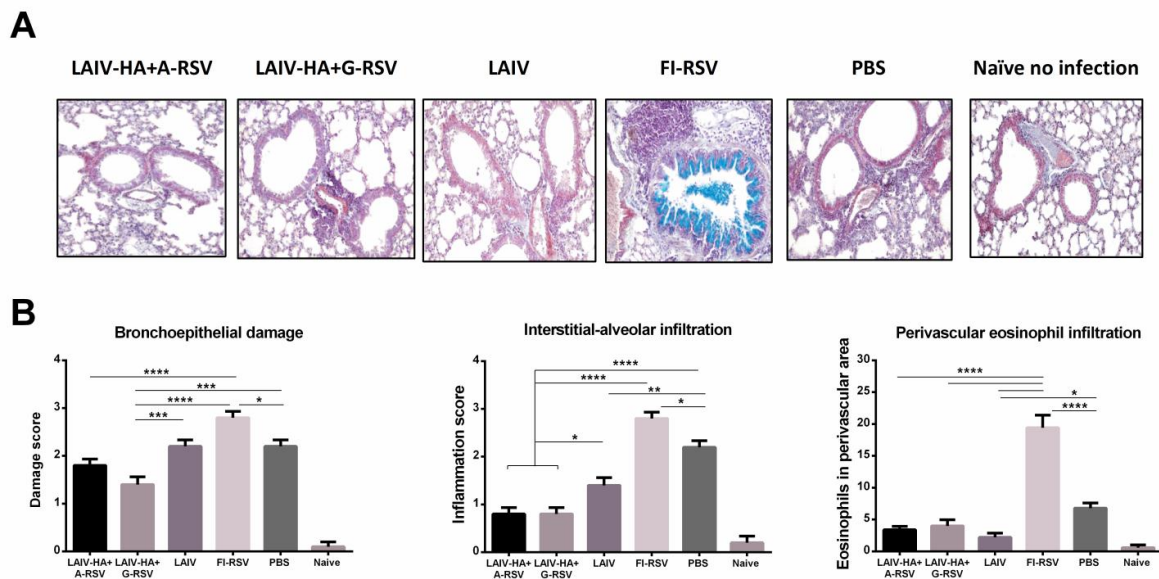 A
LAIV-HA+A-RSV LAIV-HA+G-RSV LAIV FI-RSV PBS Naïve no infection
B
Bronchoepithelial damage
Damage score
4
3
2
1
0
****
***
****
*
***
LAIV-HA+
A-RSV
LAIV-HA+
G-RSV
LAIV
FI-RSV
PBS
Naive
Interstitial-alveolar infiltration
Inflammation score
4
2
0
****
****
**
*
*
LAIV-HA+
A-RSV
LAIV-HA+
G-RSV
LAIV
FI-RSV
PBS
Naive
Perivascular eosinophil infiltration
Eosinophils in perivascular area
30
25
20
15
10
5
0
****
*
****
LAIV-HA+
A-RSV
LAIV-HA+
G-RSV
LAIV
FI-RSV
PBS
Naive